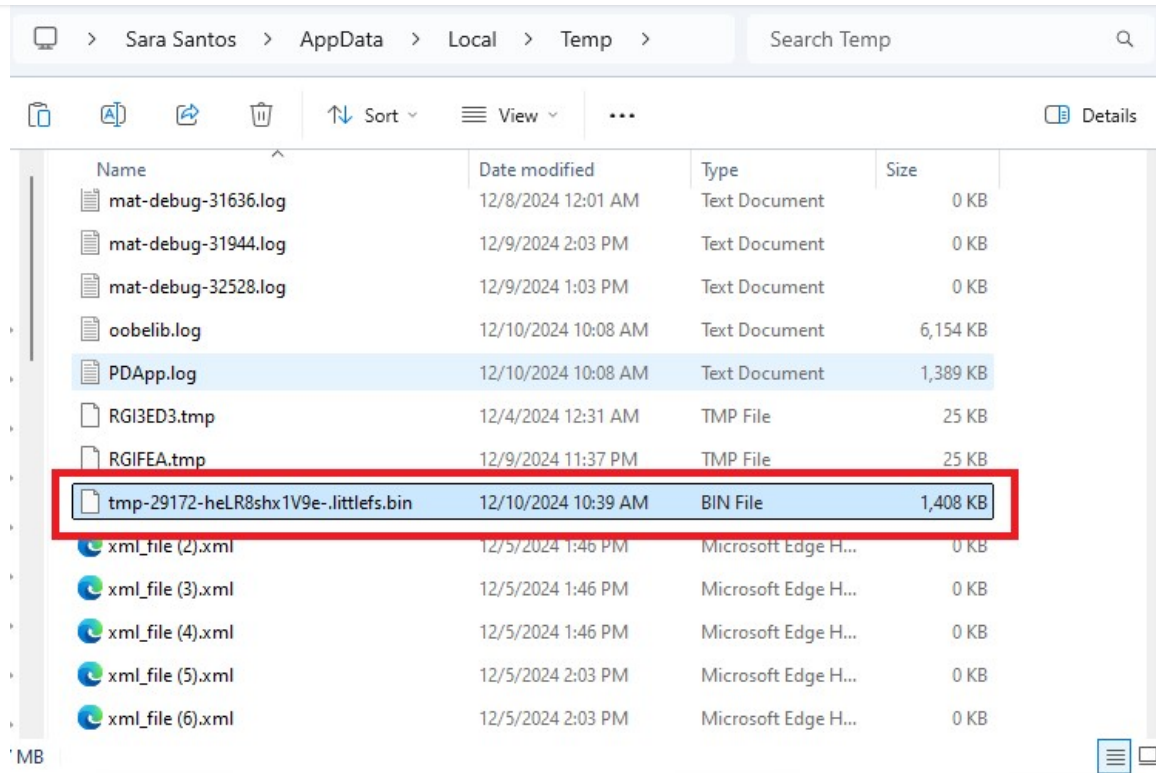 Sara Santos > AppData > Local > Temp > Search Temp
Sort View ... Details
Name Date modified Type Size
mat-debug-31636.log 12/8/2024 12:01 AM Text Document 0 KB
mat-debug-31944.log 12/9/2024 2:03 PM Text Document 0 KB
mat-debug-32528.log 12/9/2024 1:03 PM Text Document 0 KB
oobelib.log 12/10/2024 10:08 AM Text Document 6,154 KB
PDApp.log 12/10/2024 10:08 AM Text Document 1,389 KB
RGI3ED3.tmp 12/4/2024 12:31 AM TMP File 25 KB
RGIFEA.tmp 12/9/2024 11:37 PM TMP File 25 KB
tmp-29172-heLR8shx1V9e-.littlefs.bin 12/10/2024 10:39 AM BIN File 1,408 KB
xml_file (2).xml 12/5/2024 1:46 PM Microsoft Edge H... 0 KB
xml_file (3).xml 12/5/2024 1:46 PM Microsoft Edge H... 0 KB
xml_file (4).xml 12/5/2024 1:46 PM Microsoft Edge H... 0 KB
xml_file (5).xml 12/5/2024 2:03 PM Microsoft Edge H... 0 KB
xml_file (6).xml 12/5/2024 2:03 PM Microsoft Edge H... 0 KB
MB